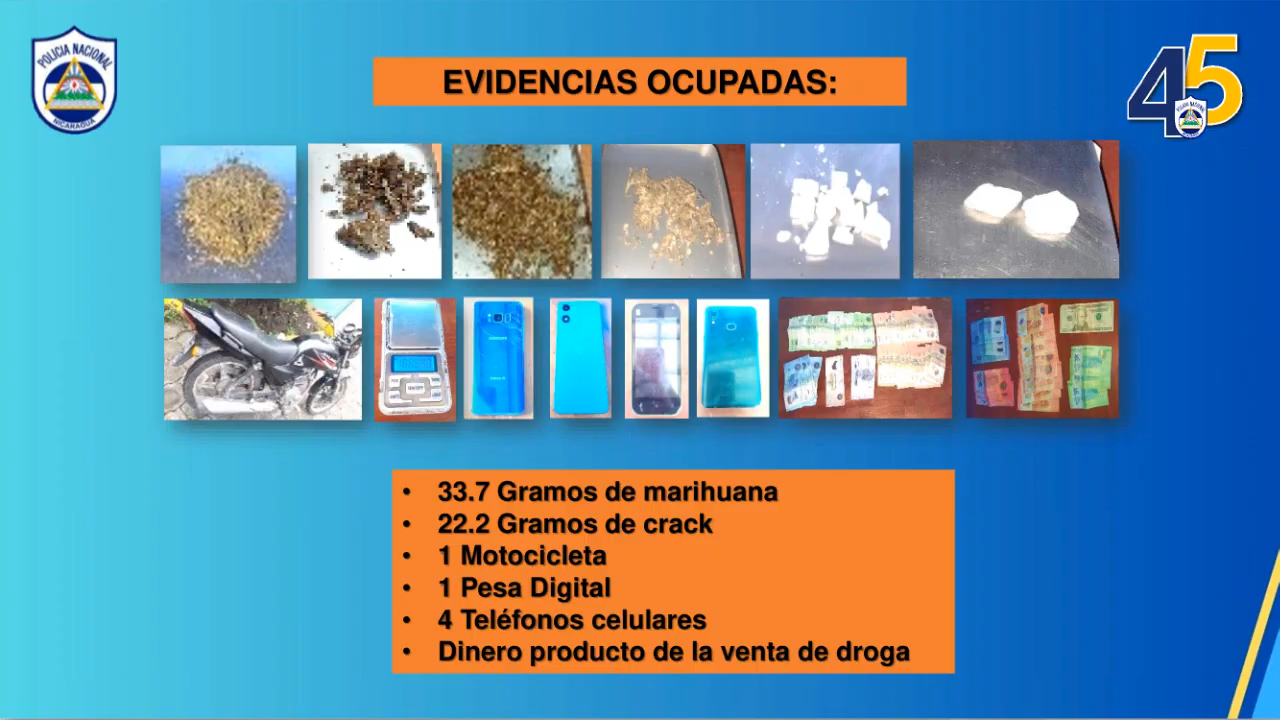 POLICIA NACIONAL
NICARAGUA
45
EVIDENCIAS OCUPADAS:
SAMSUNG
• 33.7 Gramos de marihuana
• 22.2 Gramos de crack
• 1 Motocicleta
• 1 Pesa Digital
• 4 Teléfonos celulares
• Dinero producto de la venta de droga